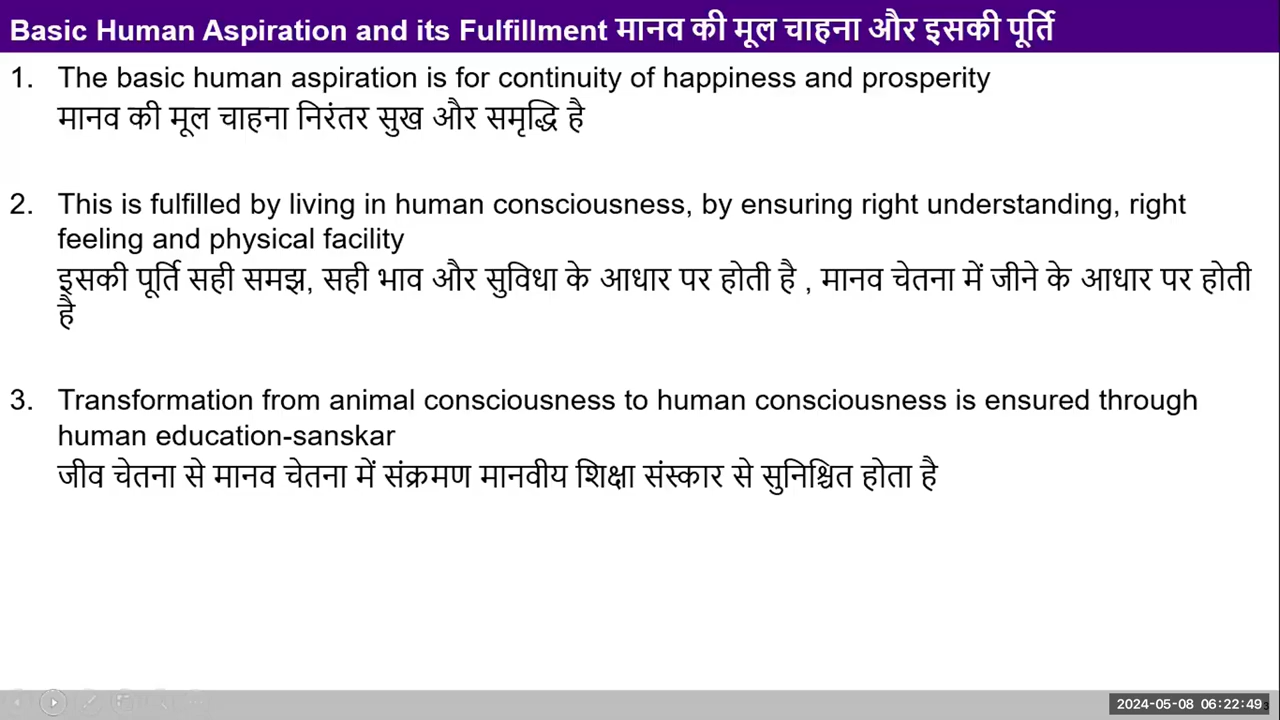 Basic Human Aspiration and its Fulfillment मानव की मूल चाहना और इसकी पूर्ति
1. The basic human aspiration is for continuity of happiness and prosperity
मानव की मूल चाहना निरंतर सुख और समृद्धि है
2. This is fulfilled by living in human consciousness, by ensuring right understanding, right
feeling and physical facility
इसकी पूर्ति सही समझ, सही भाव और सुविधा के आधार पर होती है , मानव चेतना में जीने के आधार पर होती
है
3. Transformation from animal consciousness to human consciousness is ensured through
human education-sanskar
जीव चेतना से मानव चेतना में संक्रमण मानवीय शिक्षा संस्कार से सुनिश्चित होता है
2024-05-08 06:22:49 3